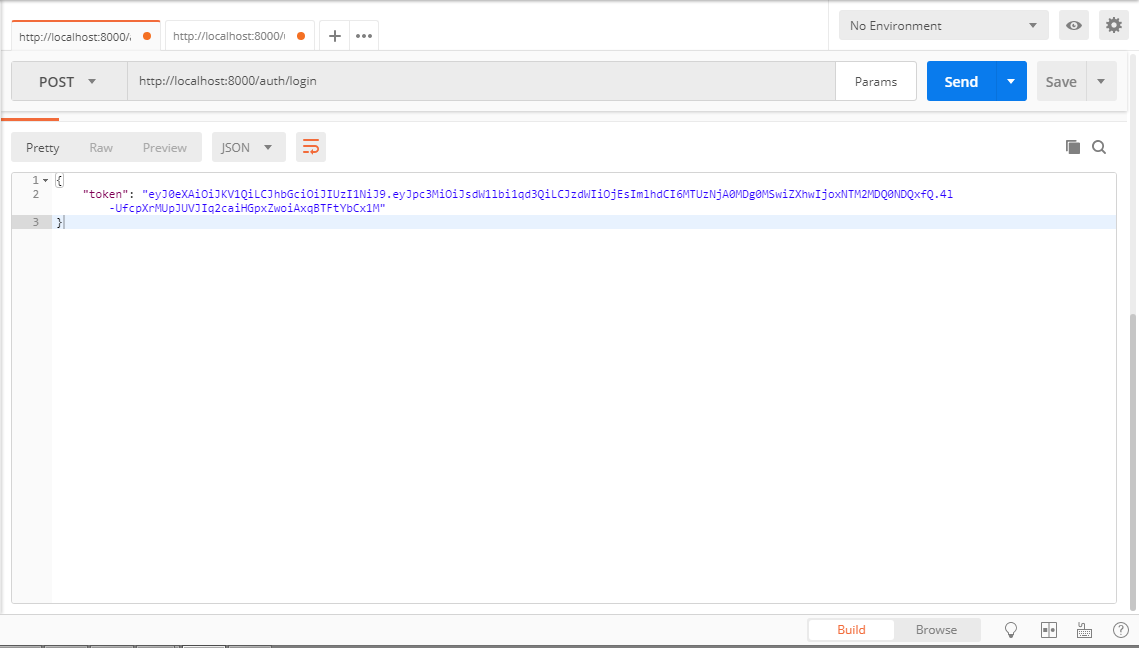 http://localhost:8000/a
http://localhost:8000/
No Environment
POST
http://localhost:8000/auth/login
Params
Send
Save
Pretty
Raw
Preview
JSON
1 {
2 "token": "eyJ0eXAiOiJKV1QiLCJhbGciOiJIUzI1NiJ9.eyJpc3MiOiJsdW1lbi1qd3QiLCJzdWIiOjEsImlhdCI6MTUzNjA0MDg0MSwiZXhwIjoxNTM2MDQ0NDQxfQ.4l
-UfcpXrMUpJUVJIq2caiHGpxZwoiAxqBTFtYbCx1M"
3 }
Build
Browse